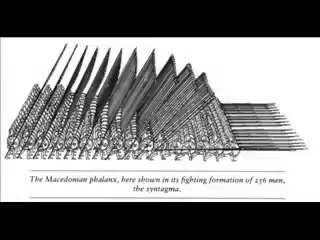 The Macedonian phalanx, here shown in its fighting formation of 256 men,
the syntagma.